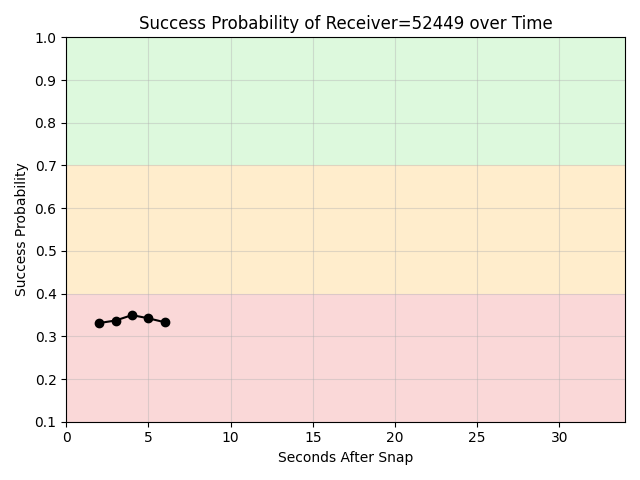 Success Probability of Receiver=52449 over Time
1.0
0.9
0.8
0.7
0.6
0.5
0.4
0.3
0.2
0.1
Success Probability
0 5 10 15 20 25 30
Seconds After Snap